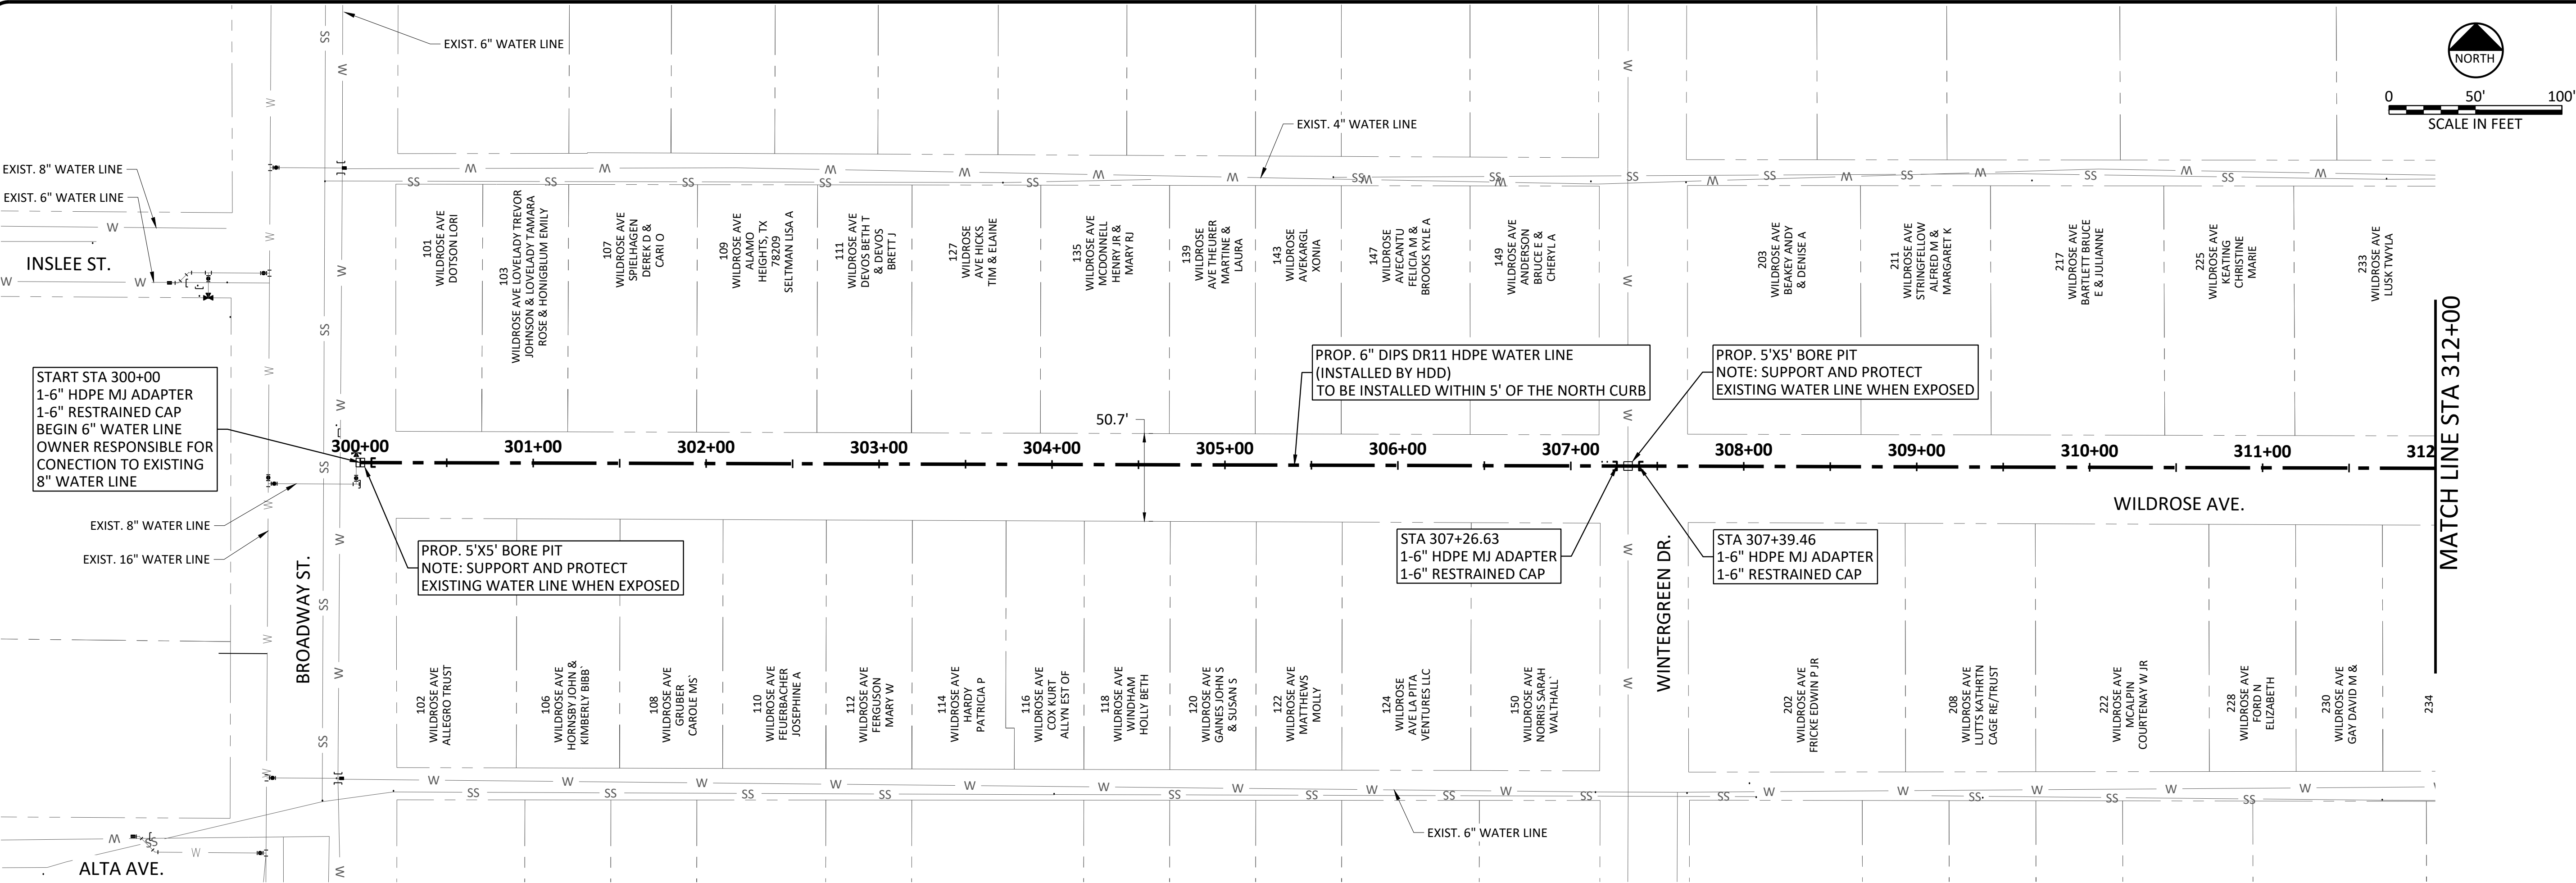 EXIST. 6" WATER LINE
NORTH
0 50' 100'
SCALE IN FEET
EXIST. 4" WATER LINE
EXIST. 8" WATER LINE
EXIST. 6" WATER LINE
INSLEE ST.
101
WILDROSE AVE
DOTSON LORI
103
WILDROSE AVE LOVELADY TREVOR
JOHNSON & LOVELADY TAMARA
ROSE & HONIGBLUM EMILY
107
WILDROSE AVE
SPIELHAGEN
DEREK D &
CARI O
109
WILDROSE AVE
ALAMO
HEIGHTS, TX
78209
SELTMAN LISA A
111
WILDROSE AVE
DEVOS BETH T
& DEVOS
BRETT J
127
WILDROSE
AVE HICKS
TIM & ELAINE
135
WILDROSE AVE
MCDONNELL
HENRY JR &
MARY RJ
139
WILDROSE
AVE THEURER
MARTINE &
LAURA
143
WILDROSE
AVEKARGL
XONIA
147
WILDROSE
AVECANTU
FELICIA M &
BROOKS KYLE A
149
WILDROSE AVE
ANDERSON
BRUCE E &
CHERYL A
203
WILDROSE AVE
BEAKEY ANDY
& DENISE A
211
WILDROSE AVE
STRINGFELLOW
ALFRED M &
MARGARET K
217
WILDROSE AVE
BARTLETT BRUCE
E & JULIANNE
225
WILDROSE AVE
KEATING
CHRISTINE
MARIE
233
WILDROSE AVE
LUSK TWYLA
START STA 300+00
1-6" HDPE MJ ADAPTER
1-6" RESTRAINED CAP
BEGIN 6" WATER LINE
OWNER RESPONSIBLE FOR
CONECTION TO EXISTING
8" WATER LINE
PROP. 6" DIPS DR11 HDPE WATER LINE
(INSTALLED BY HDD)
TO BE INSTALLED WITHIN 5' OF THE NORTH CURB
PROP. 5'X5' BORE PIT
NOTE: SUPPORT AND PROTECT
EXISTING WATER LINE WHEN EXPOSED
50.7'
300+00 301+00 302+00 303+00 304+00 305+00 306+00 307+00 308+00 309+00 310+00 311+00 312
MATCH LINE STA 312+00
WILDROSE AVE.
EXIST. 8" WATER LINE
EXIST. 16" WATER LINE
BROADWAY ST.
PROP. 5'X5' BORE PIT
NOTE: SUPPORT AND PROTECT
EXISTING WATER LINE WHEN EXPOSED
STA 307+26.63
1-6" HDPE MJ ADAPTER
1-6" RESTRAINED CAP
WINTERGREEN DR.
STA 307+39.46
1-6" HDPE MJ ADAPTER
1-6" RESTRAINED CAP
102
WILDROSE AVE
ALLEGRO TRUST
106
WILDROSE AVE
HORNSBY JOHN &
KIMBERLY BIBB`
108
WILDROSE AVE
GRUBER
CAROLE MS`
110
WILDROSE AVE
FEUERBACHER
JOSEPHINE A
112
WILDROSE AVE
FERGUSON
MARY W
114
WILDROSE AVE
HARDY
PATRICIA P
116
WILDROSE AVE
COX KURT
ALLYN EST OF
118
WILDROSE AVE
WINDHAM
HOLLY BETH
120
WILDROSE AVE
GAINES JOHN S
& SUSAN S
122
WILDROSE AVE
MATTHEWS
MOLLY
124
WILDROSE
AVE LA PITA
VENTURES LLC
150
WILDROSE AVE
NORRIS SARAH
WALTHALL`
202
WILDROSE AVE
FRICKE EDWIN P JR
208
WILDROSE AVE
LUTTS KATHRTN
CAGE RE/TRUST
222
WILDROSE AVE
MCALPIN
COURTENAY W JR
228
WILDROSE AVE
FORD N
ELIZABETH
230
WILDROSE AVE
GAY DAVID M &
234
EXIST. 6" WATER LINE
ALTA AVE.